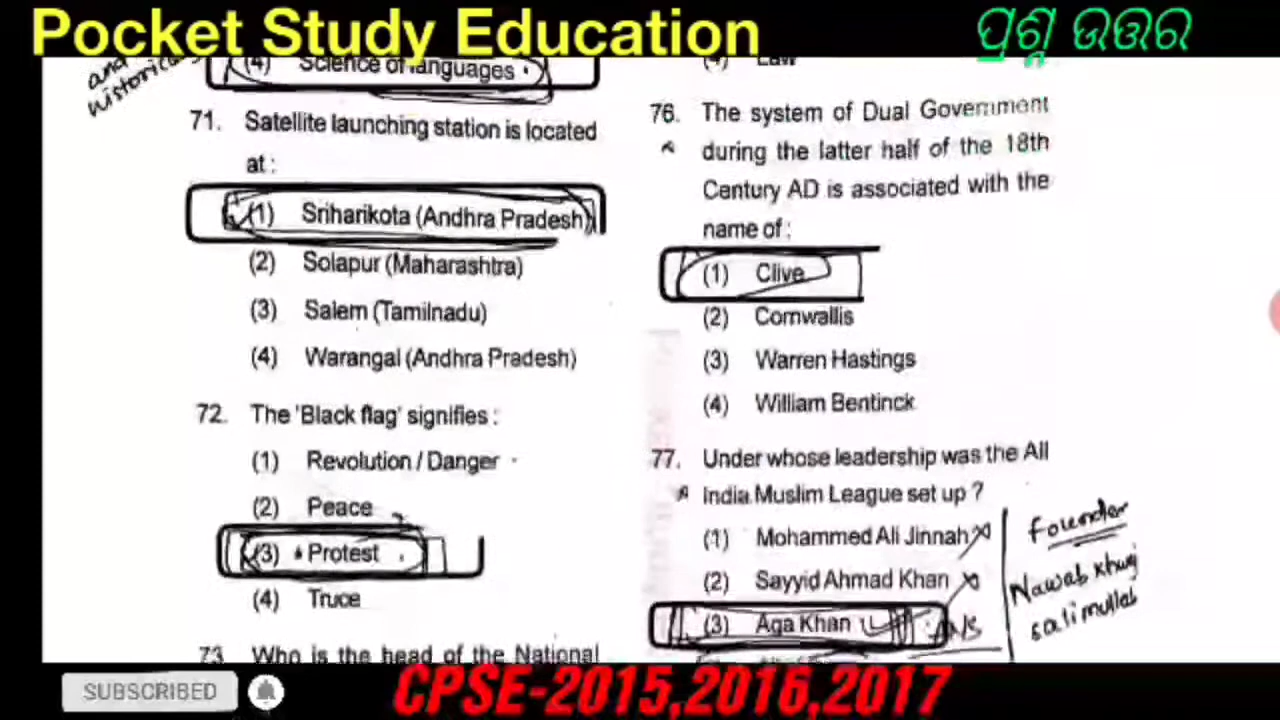 Pocket Study Education
ପ୍ରଶ୍ନ ଉତ୍ତର
and
historical
(4) Science of languages
71. Satellite launching station is located
at :
(1) Sriharikota (Andhra Pradesh)
(2) Solapur (Maharashtra)
(3) Salem (Tamilnadu)
(4) Warangal (Andhra Pradesh)
72. The 'Black flag' signifies :
(1) Revolution / Danger
(2) Peace
(3) Protest
(4) Truce
73. Who is the head of the National
(4) Law
76. The system of Dual Government
during the latter half of the 18th
Century AD is associated with the
name of :
(1) Clive
(2) Cornwallis
(3) Warren Hastings
(4) William Bentinck
77. Under whose leadership was the All
India Muslim League set up ?
(1) Mohammed Ali Jinnah
(2) Sayyid Ahmad Khan
(3) Aga Khan
ANS
founder
Nawab khwj
salimullah
SUBSCRIBED
CPSE-2015,2016,2017